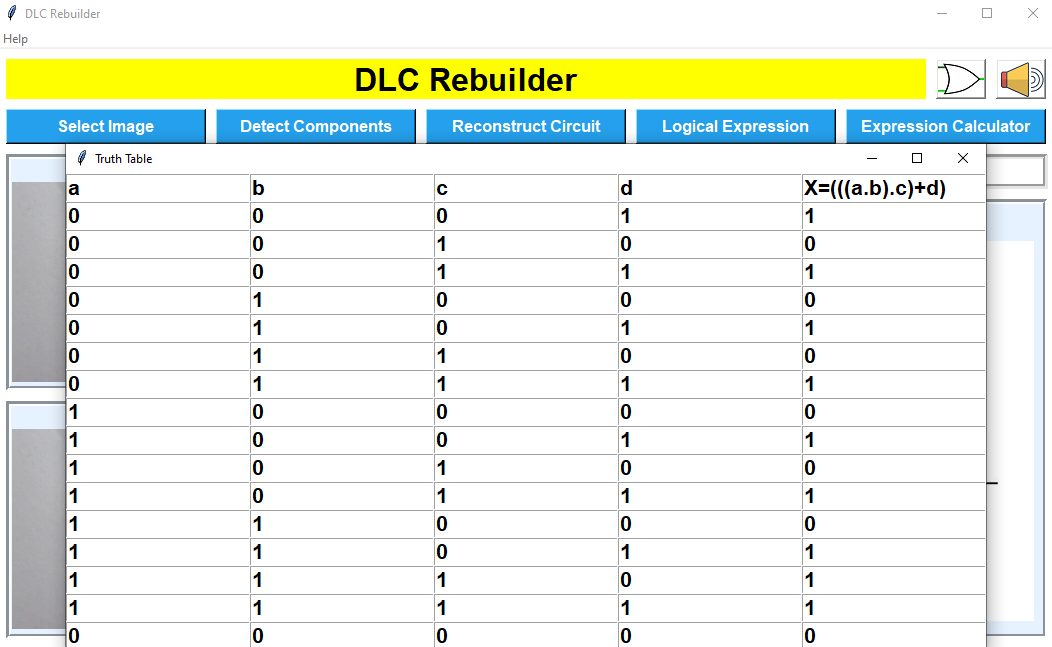 DLC Rebuilder
Help
DLC Rebuilder
Select Image Detect Components Reconstruct Circuit Logical Expression Expression Calculator
Truth Table
a b c d X=(((a.b).c)+d)
0 0 0 1 1
0 0 1 0 0
0 0 1 1 1
0 1 0 0 0
0 1 0 1 1
0 1 1 0 0
0 1 1 1 1
1 0 0 0 0
1 0 0 1 1
1 0 1 0 0
1 0 1 1 1
1 1 0 0 0
1 1 0 1 1
1 1 1 0 1
1 1 1 1 1
0 0 0 0 0